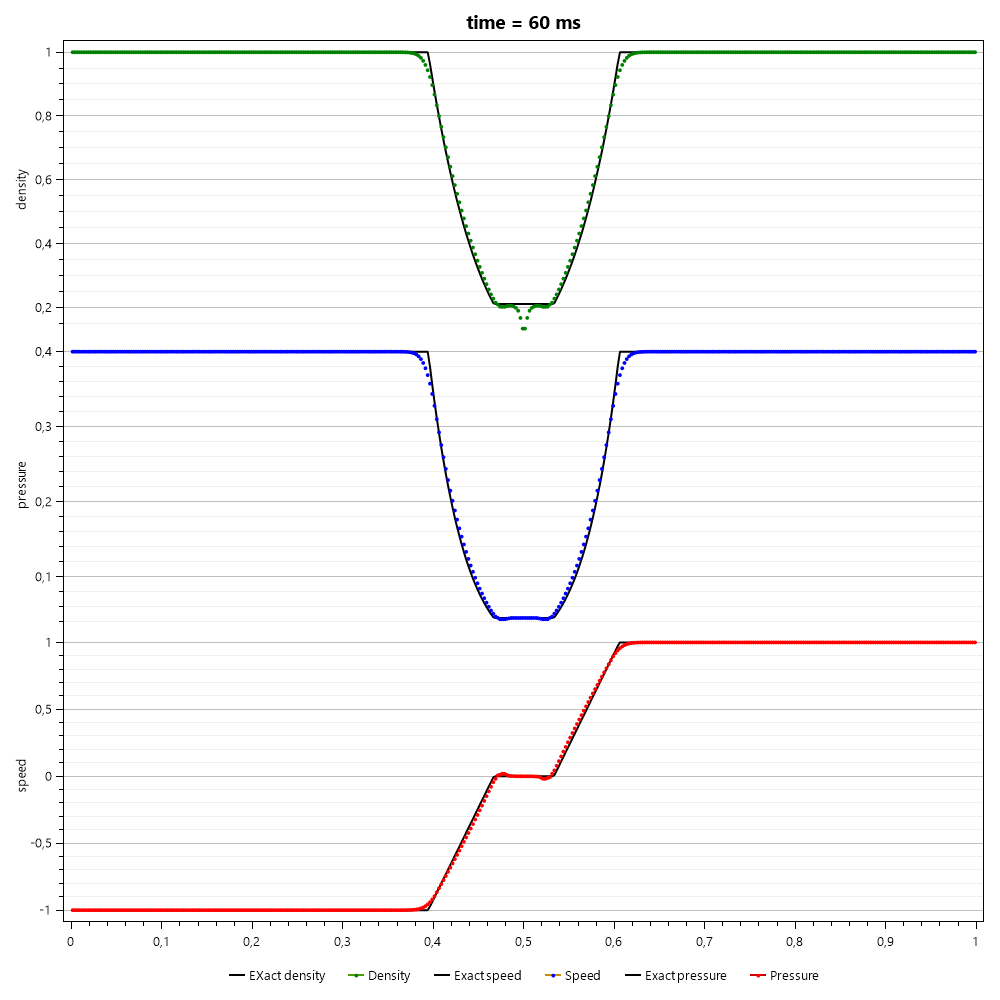 time = 60 ms
1
0,8
0,6
0,4
0,2
density
0,4
0,3
0,2
0,1
pressure
1
0,5
0
-0,5
-1
speed
0 0,1 0,2 0,3 0,4 0,5 0,6 0,7 0,8 0,9 1
EXact density Density Exact speed Speed Exact pressure Pressure